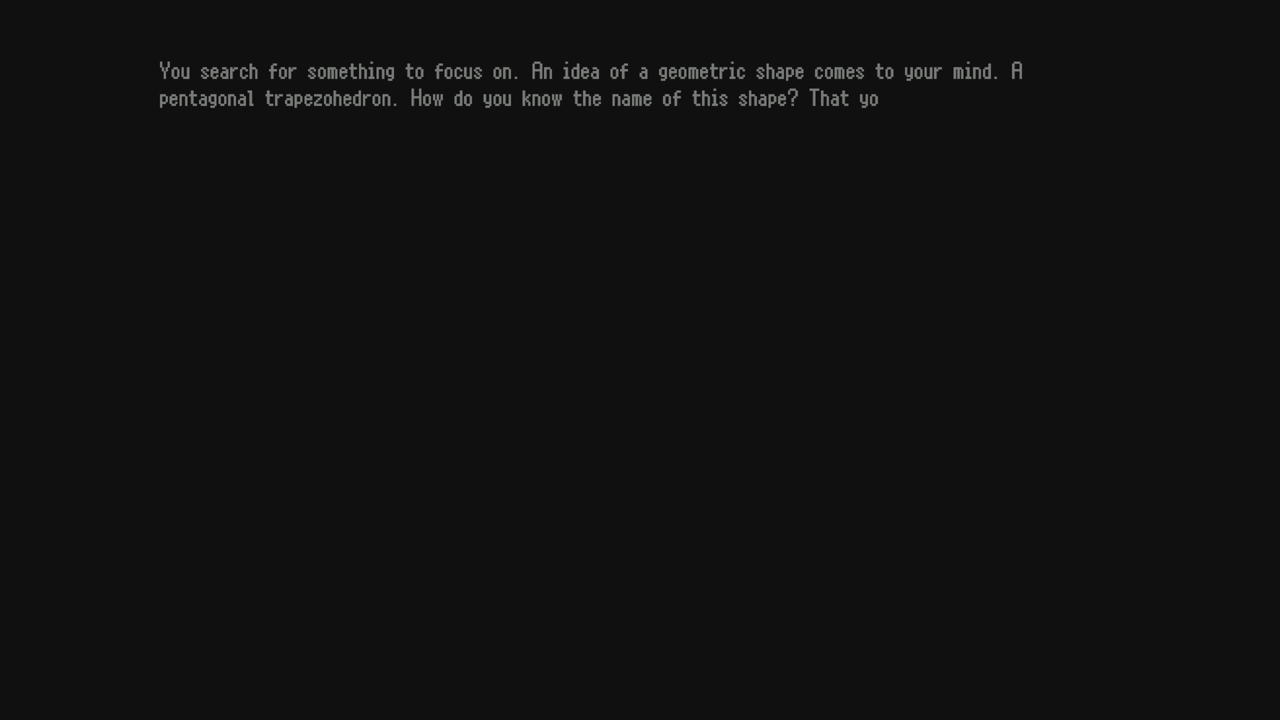 You search for something to focus on. An idea of a geometric shape comes to your mind. A
pentagonal trapezohedron. How do you know the name of this shape? That yo